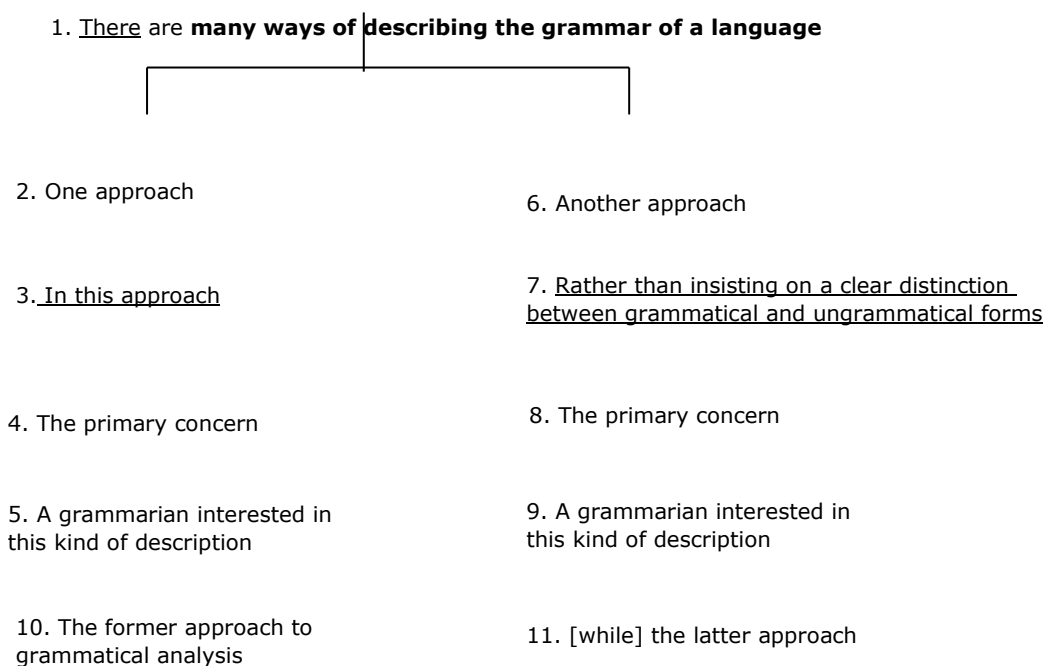 1. There are many ways of describing the grammar of a language
2. One approach
6. Another approach
3. In this approach
7. Rather than insisting on a clear distinction
between grammatical and ungrammatical forms
4. The primary concern
8. The primary concern
5. A grammarian interested in
this kind of description
9. A grammarian interested in
this kind of description
10. The former approach to
grammatical analysis
11. [while] the latter approach